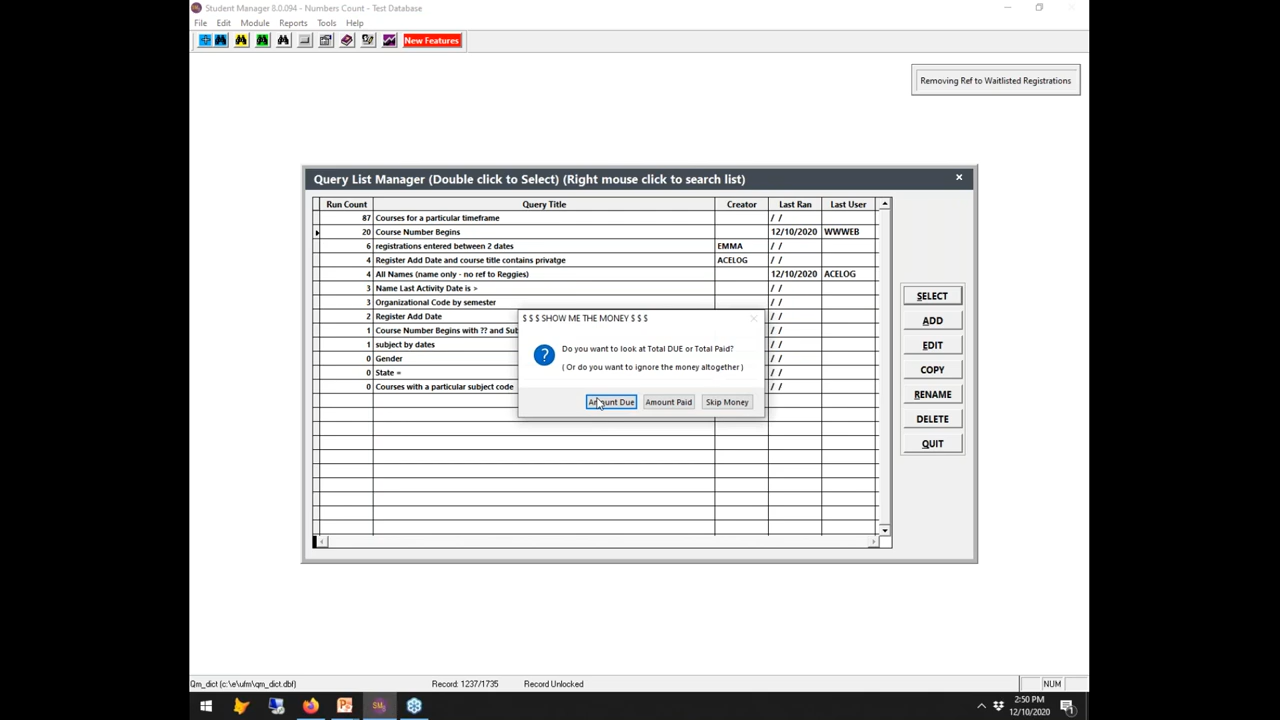 Student Manager 8.0.094 - Numbers Count - Test Database
File Edit Module Reports Tools Help
New Features
Removing Ref to Waitlisted Registrations
Query List Manager (Double click to Select) (Right mouse click to search list)
Run Count Query Title Creator Last Ran Last User
87 Courses for a particular timeframe / /
20 Course Number Begins 12/10/2020 WWWEB
6 registrations entered between 2 dates EMMA / /
4 Register Add Date and course title contains privatge ACELOG / /
4 All Names (name only - no ref to Reggies) 12/10/2020 ACELOG
3 Name Last Activity Date is > / /
3 Organizational Code by semester / /
2 Register Add Date / /
1 Course Number Begins with ?? and Sub / /
1 subject by dates / /
0 Gender / /
0 State = / /
0 Courses with a particular subject code / /
SELECT
ADD
EDIT
COPY
RENAME
DELETE
QUIT
$ $ $ SHOW ME THE MONEY $ $ $
Do you want to look at Total DUE or Total Paid?
( Or do you want to ignore the money altogether )
Amount Due Amount Paid Skip Money
Qm_dict (c:\e\ufm\qm_dict.dbf) Record: 1237/1735 Record Unlocked NUM
SM
2:50 PM
12/10/2020
1